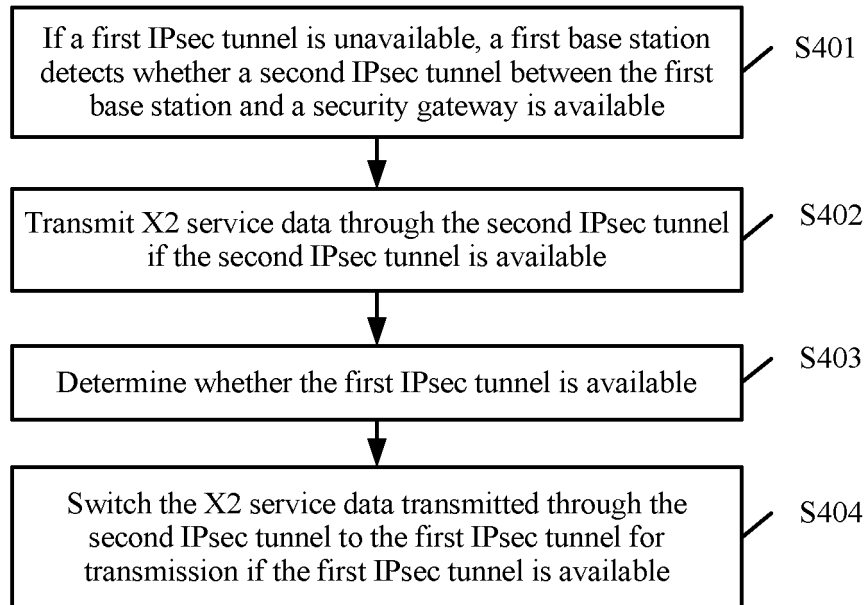 If a first IPsec tunnel is unavailable, a first base station
detects whether a second IPsec tunnel between the first
base station and a security gateway is available
S401
Transmit X2 service data through the second IPsec tunnel
if the second IPsec tunnel is available
S402
Determine whether the first IPsec tunnel is available
S403
Switch the X2 service data transmitted through the
second IPsec tunnel to the first IPsec tunnel for
transmission if the first IPsec tunnel is available
S404